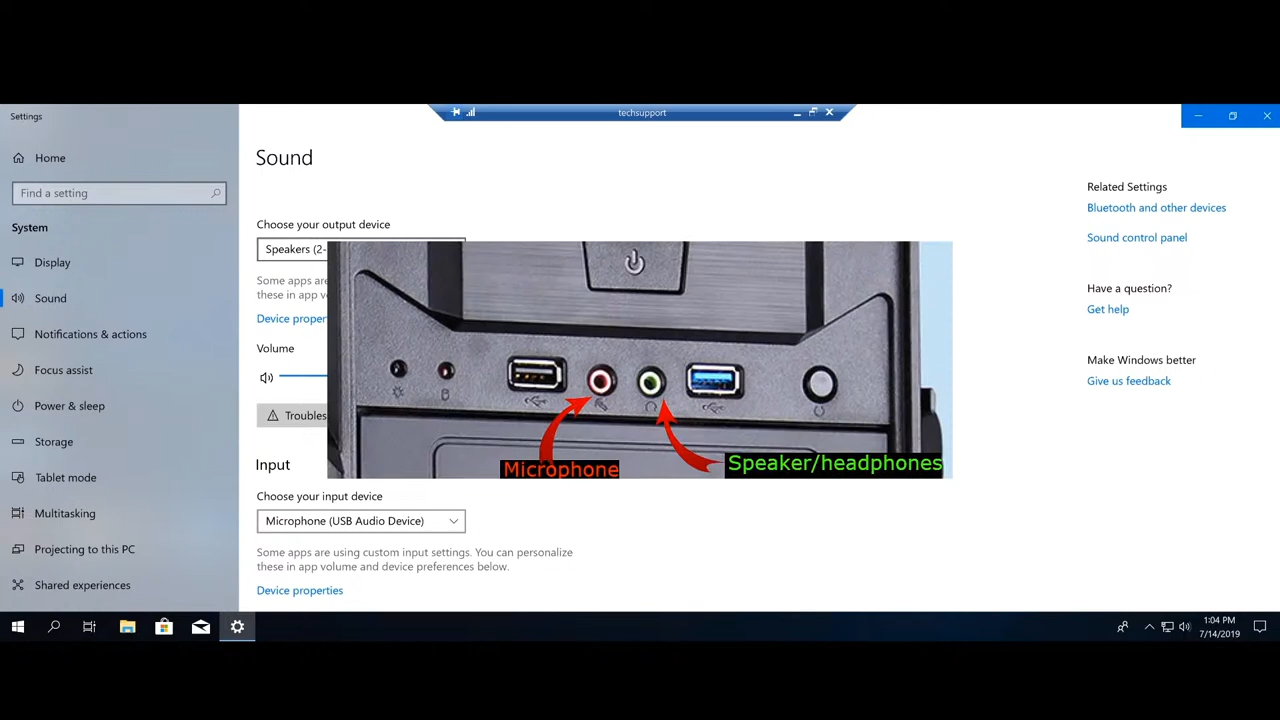 techsupport
Settings
Home
Find a setting
System
Display
Sound
Notifications & actions
Focus assist
Power & sleep
Storage
Tablet mode
Multitasking
Projecting to this PC
Shared experiences
Sound
Choose your output device
Speakers (2-
Some apps are
these in app v
Device proper
Volume
Troubles
Microphone
Speaker/headphones
Input
Choose your input device
Microphone (USB Audio Device)
Some apps are using custom input settings. You can personalize
these in app volume and device preferences below.
Device properties
Related Settings
Bluetooth and other devices
Sound control panel
Have a question?
Get help
Make Windows better
Give us feedback
1:04 PM
7/14/2019